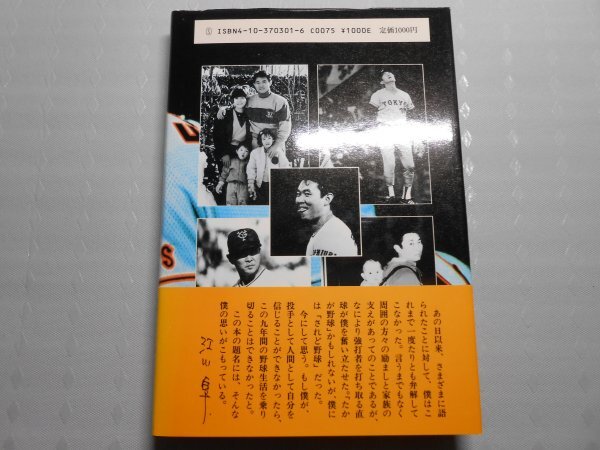 Ⓢ ISBN4-10-370301-6 C0075 ¥1000E 定価1000円
TOKYO
あの日以来、さまざまに語
られたことに対して、僕はこ
れまで一度たりとも弁解して
こなかった。言うまでもなく
周囲の方々の励ましと家族の
支えがあってのことであるが、
なにより強打者を打ち取る直
球が僕を奮い立たせた。「たか
が野球」かもしれないが、僕に
は「されど野球」だった。
今にして思う。もし僕が、
投手として人間として自分を
信じることができなかったら、
この九年間の野球生活を乗り
切ることはできなかったと。
この本の題名には、そんな
僕の思いがこもっている。
江川 卓